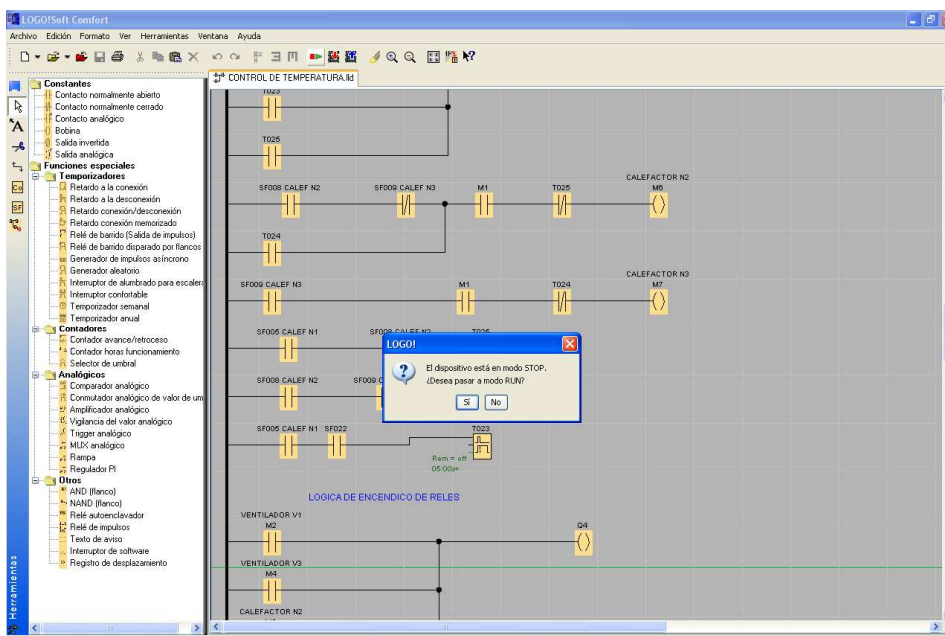 LOGO!Soft Comfort
Archivo Edición Formato Ver Herramientas Ventana Ayuda
CONTROL DE TEMPERATURA.lld
Constantes
Contacto normalmente abierto
Contacto normalmente cerrado
Contacto analógico
Bobina
Salida invertida
Salida analógica
Funciones especiales
Temporizadores
Retardo a la conexión
Retardo a la desconexión
Retardo conexión/desconexión
Retardo conexión memorizado
Relé de barrido (Salida de impulsos)
Relé de barrido disparado por flancos
Generador de impulsos asíncrono
Generador aleatorio
Interruptor de alumbrado para escalera
Interruptor confortable
Temporizador semanal
Temporizador anual
Contadores
Contador avance/retroceso
Contador horas funcionamiento
Selector de umbral
Analógicos
Comparador analógico
Conmutador analógico de valor de um
Amplificador analógico
Vigilancia del valor analógico
Trigger analógico
MUX analógico
Rampa
Regulador PI
Otros
AND (flanco)
NAND (flanco)
Relé autoenclavador
Relé de impulsos
Texto de aviso
Interruptor de software
Registro de desplazamiento
Herramientas
A
Co
SF
T023
T025
CALEFACTOR N2
SF008 CALEF N2 SF009 CALEF N3 M1 T025 M6
T024
CALEFACTOR N3
SF009 CALEF N3 M1 T024 M7
SF005 CALEF N1
SF008 CALEF N2
SF005 CALEF N1 SF022 T023
Rem = off
05:00s+
LOGO!
El dispositivo está en modo STOP.
¿Desea pasar a modo RUN?
Sí No
LOGICA DE ENCENDICO DE RELES
VENTILADOR V1
M2 Q4
VENTILADOR V3
M4
CALEFACTOR N2